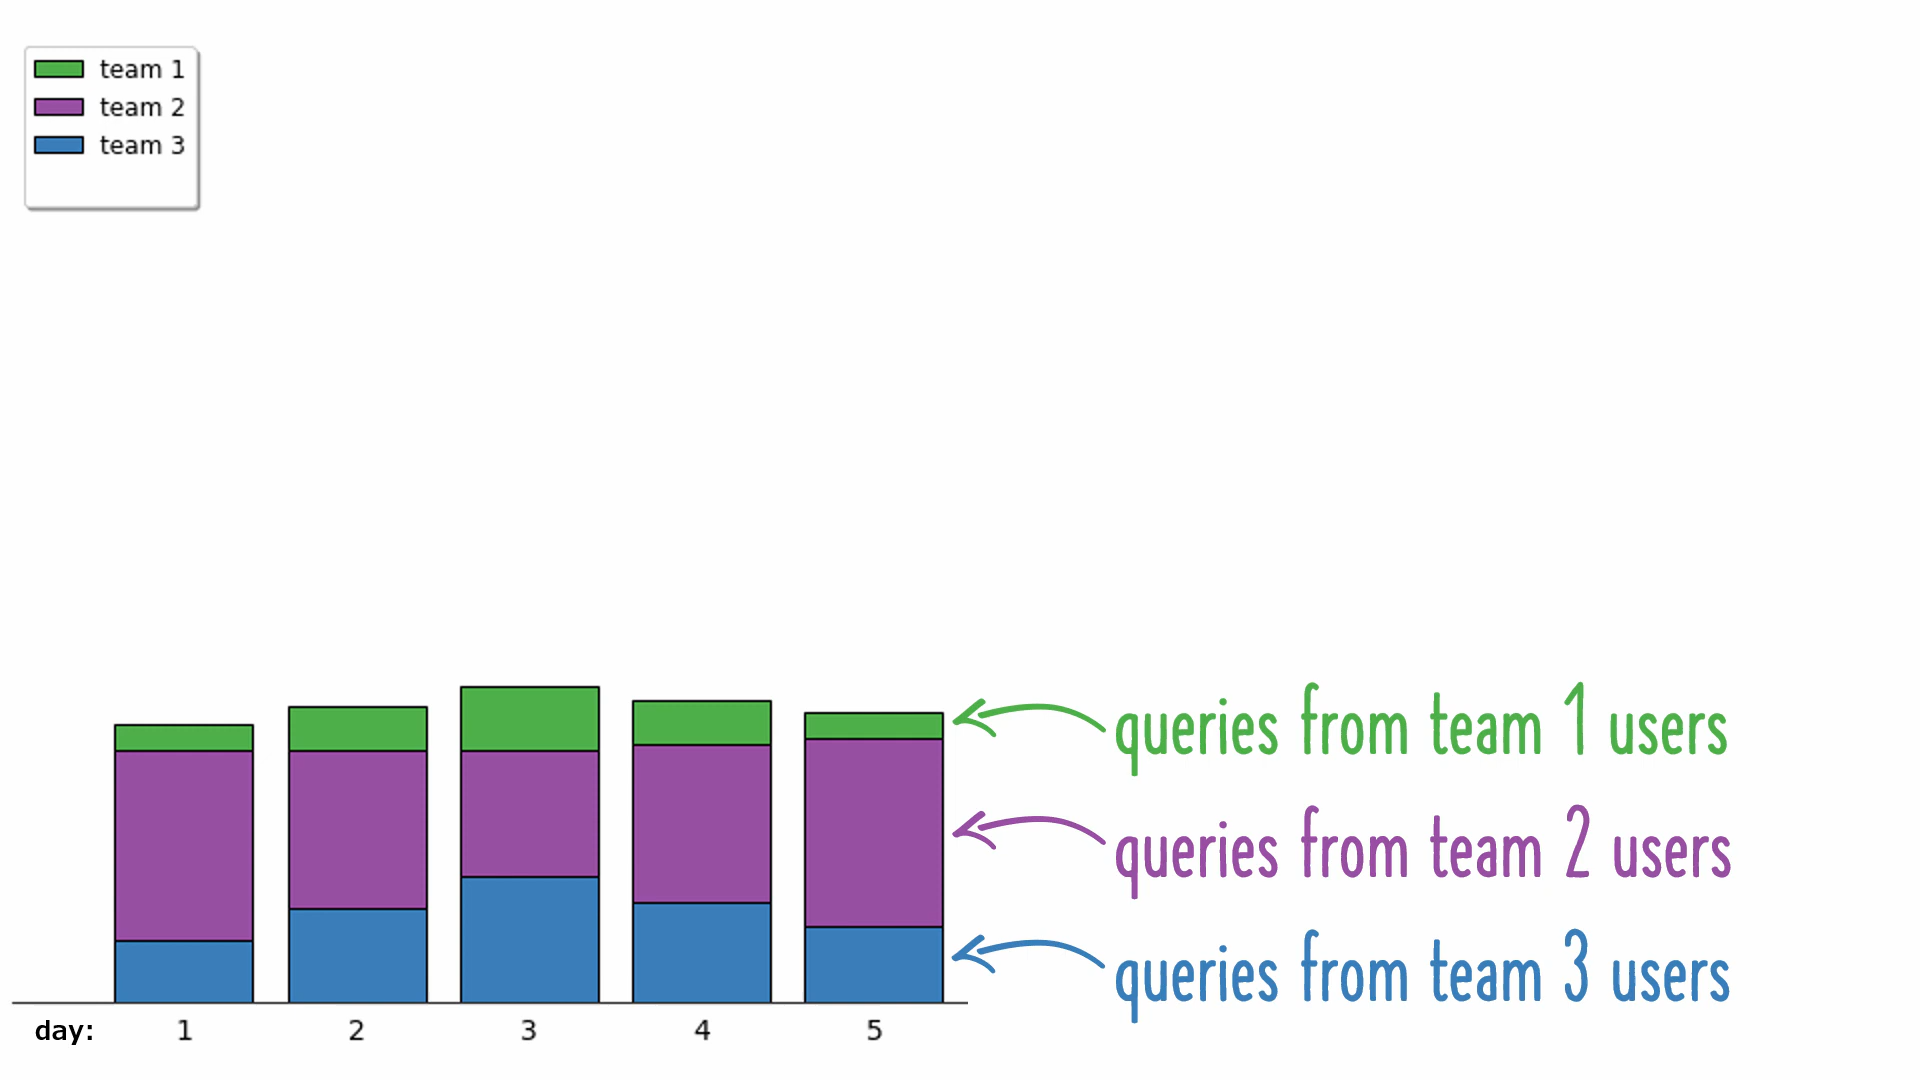 team 1
team 2
team 3
queries from team 1 users
queries from team 2 users
queries from team 3 users
day: 1 2 3 4 5